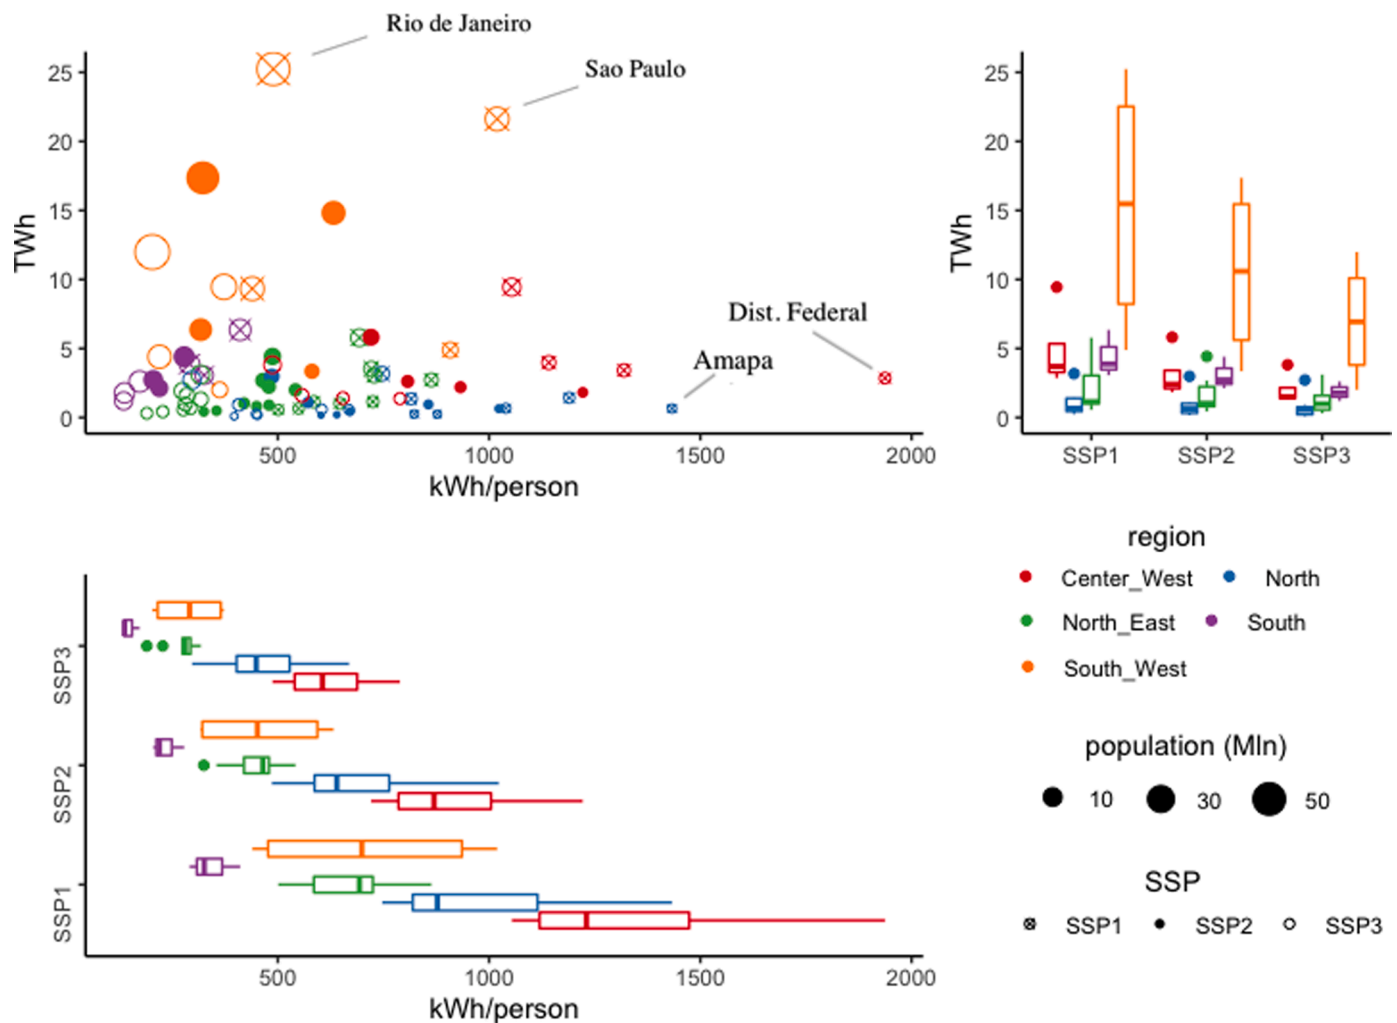 Rio de Janeiro
Sao Paulo
Dist. Federal
Amapa
TWh
25
20
15
10
5
0
500
1000
1500
2000
kWh/person
TWh
25
20
15
10
5
0
SSP1
SSP2
SSP3
SSP3
SSP2
SSP1
500
1000
1500
2000
kWh/person
region
Center_West North
North_East South
South_West
population (Mln)
10 30 50
SSP
SSP1 SSP2 SSP3